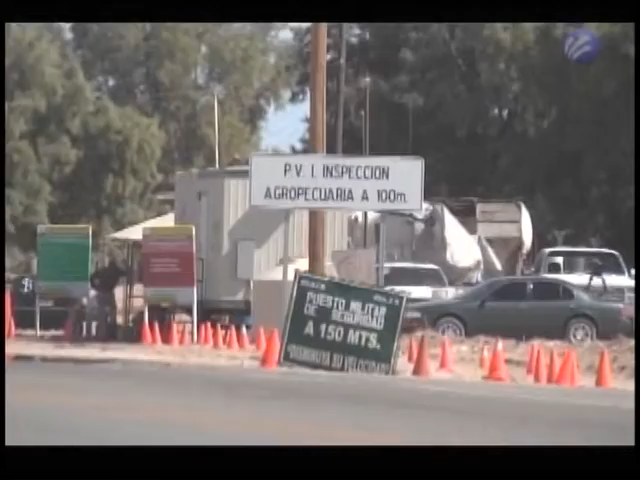 P.V. I. INSPECCION
AGROPECUARIA A 100m.
PUESTO MILITAR
DE SEGURIDAD
A 150 MTS.
DISMINUYA SU VELOCIDAD